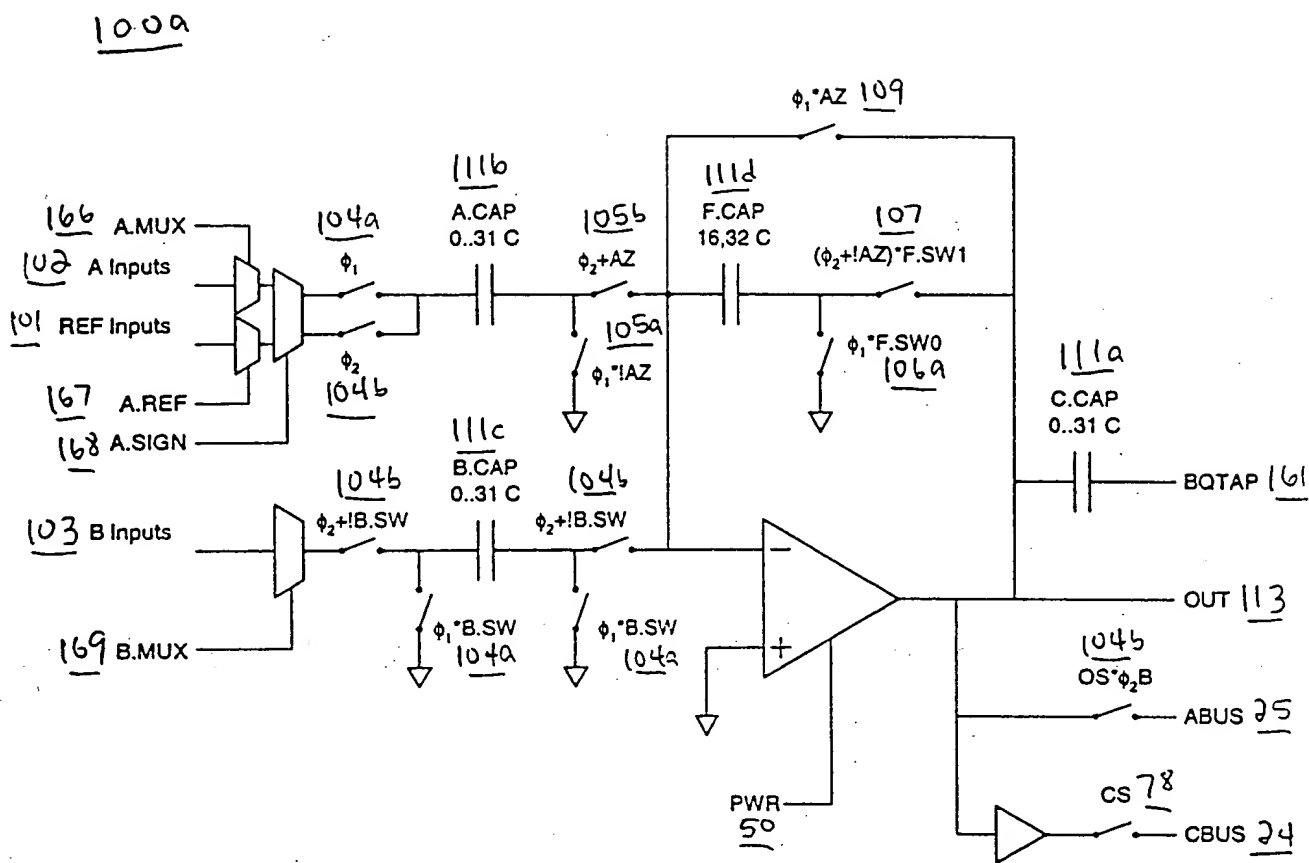 100a
φ₁*AZ 109
111b
A.CAP
0..31 C
111d
F.CAP
16,32 C
166 A.MUX
104a
φ₁
105b
φ₂+AZ
107
(φ₂+!AZ)*F.SW1
102 A Inputs
101 REF Inputs
φ₂
104b
105a
φ₁*!AZ
φ₁*F.SW0
106a
111a
C.CAP
0..31 C
167 A.REF
168 A.SIGN
111c
B.CAP
0..31 C
BQTAP 161
104b
φ₂+!B.SW
104b
φ₂+!B.SW
103 B Inputs
−
+
OUT 113
169 B.MUX
φ₁*B.SW
104a
φ₁*B.SW
104a
104b
OS*φ₂B
ABUS 25
PWR
50
CS 78
CBUS 24